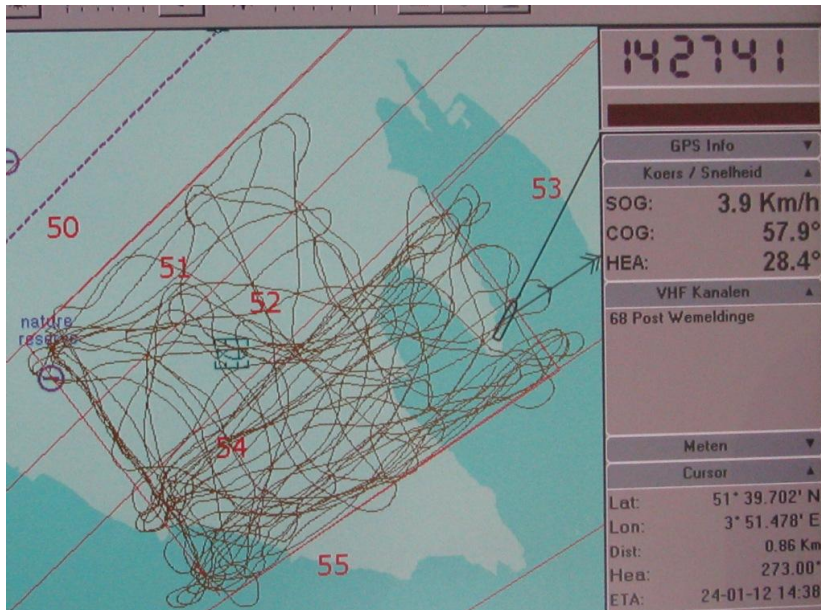 142741
GPS Info
Koers / Snelheid
SOG: 3.9 Km/h
COG: 57.9°
HEA: 28.4°
VHF Kanalen
68 Post Wemeldinge
Meten
Cursor
Lat: 51° 39.702' N
Lon: 3° 51.478' E
Dist: 0.86 Km
Hea: 273.00°
ETA: 24-01-12 14:38
53
50
51
52
nature
reserve
54
55